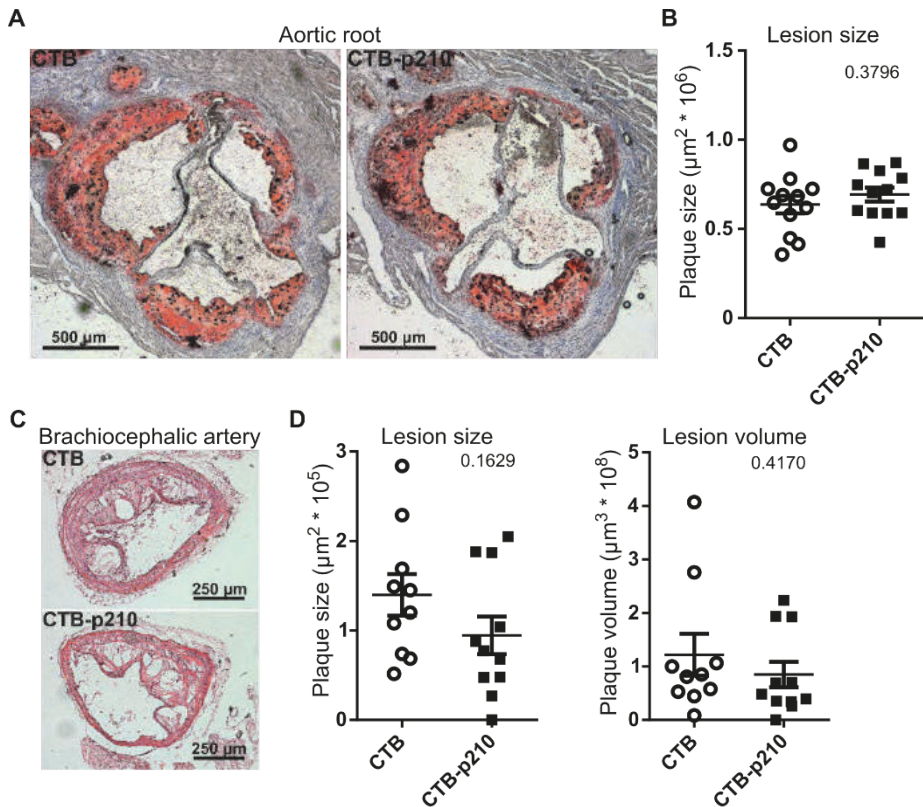 A
Aortic root
CTB
CTB-p210
500 µm
500 µm
B
Lesion size
0.3796
Plaque size (µm² * 10⁶)
1.5
1.0
0.5
0
CTB
CTB-p210
C
Brachiocephalic artery
CTB
250 µm
CTB-p210
250 µm
D
Lesion size
0.1629
Plaque size (µm² * 10⁵)
3
2
1
0
CTB
CTB-p210
Lesion volume
0.4170
Plaque volume (µm³ * 10⁸)
5
4
3
2
1
0
CTB
CTB-p210